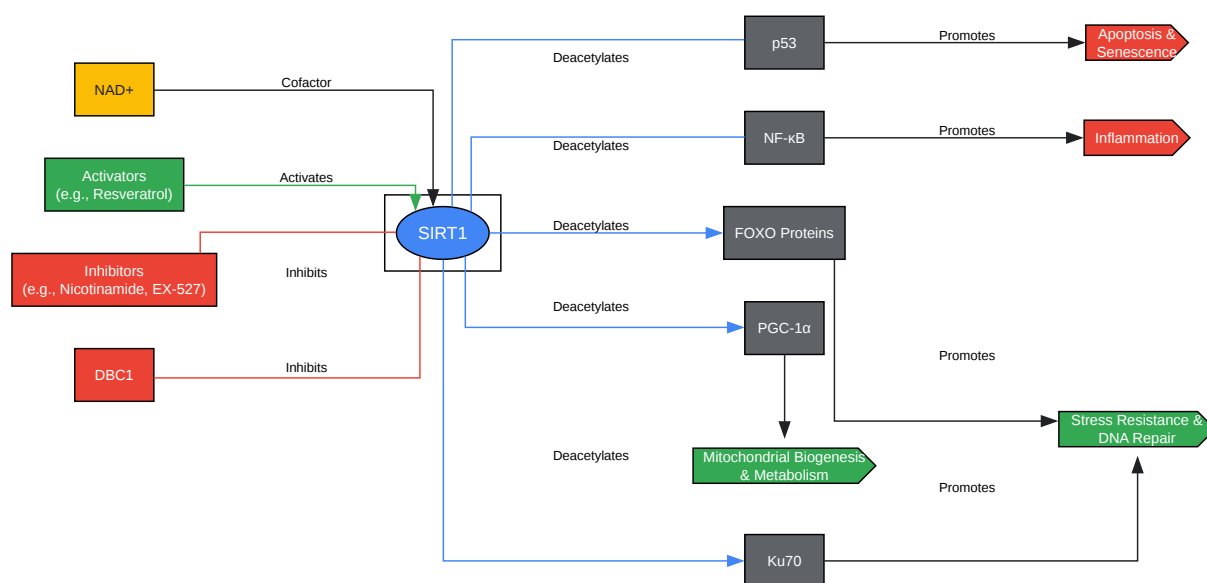 p53
Promotes
Apoptosis &
Senescence
Deacetylates
NAD+
Cofactor
NF-κB
Promotes
Inflammation
Deacetylates
Activators
(e.g., Resveratrol)
Activates
SIRT1
Deacetylates
FOXO Proteins
Inhibitors
(e.g., Nicotinamide, EX-527)
Inhibits
Deacetylates
PGC-1α
DBC1
Inhibits
Promotes
Stress Resistance &
DNA Repair
Deacetylates
Mitochondrial Biogenesis
& Metabolism
Promotes
Ku70